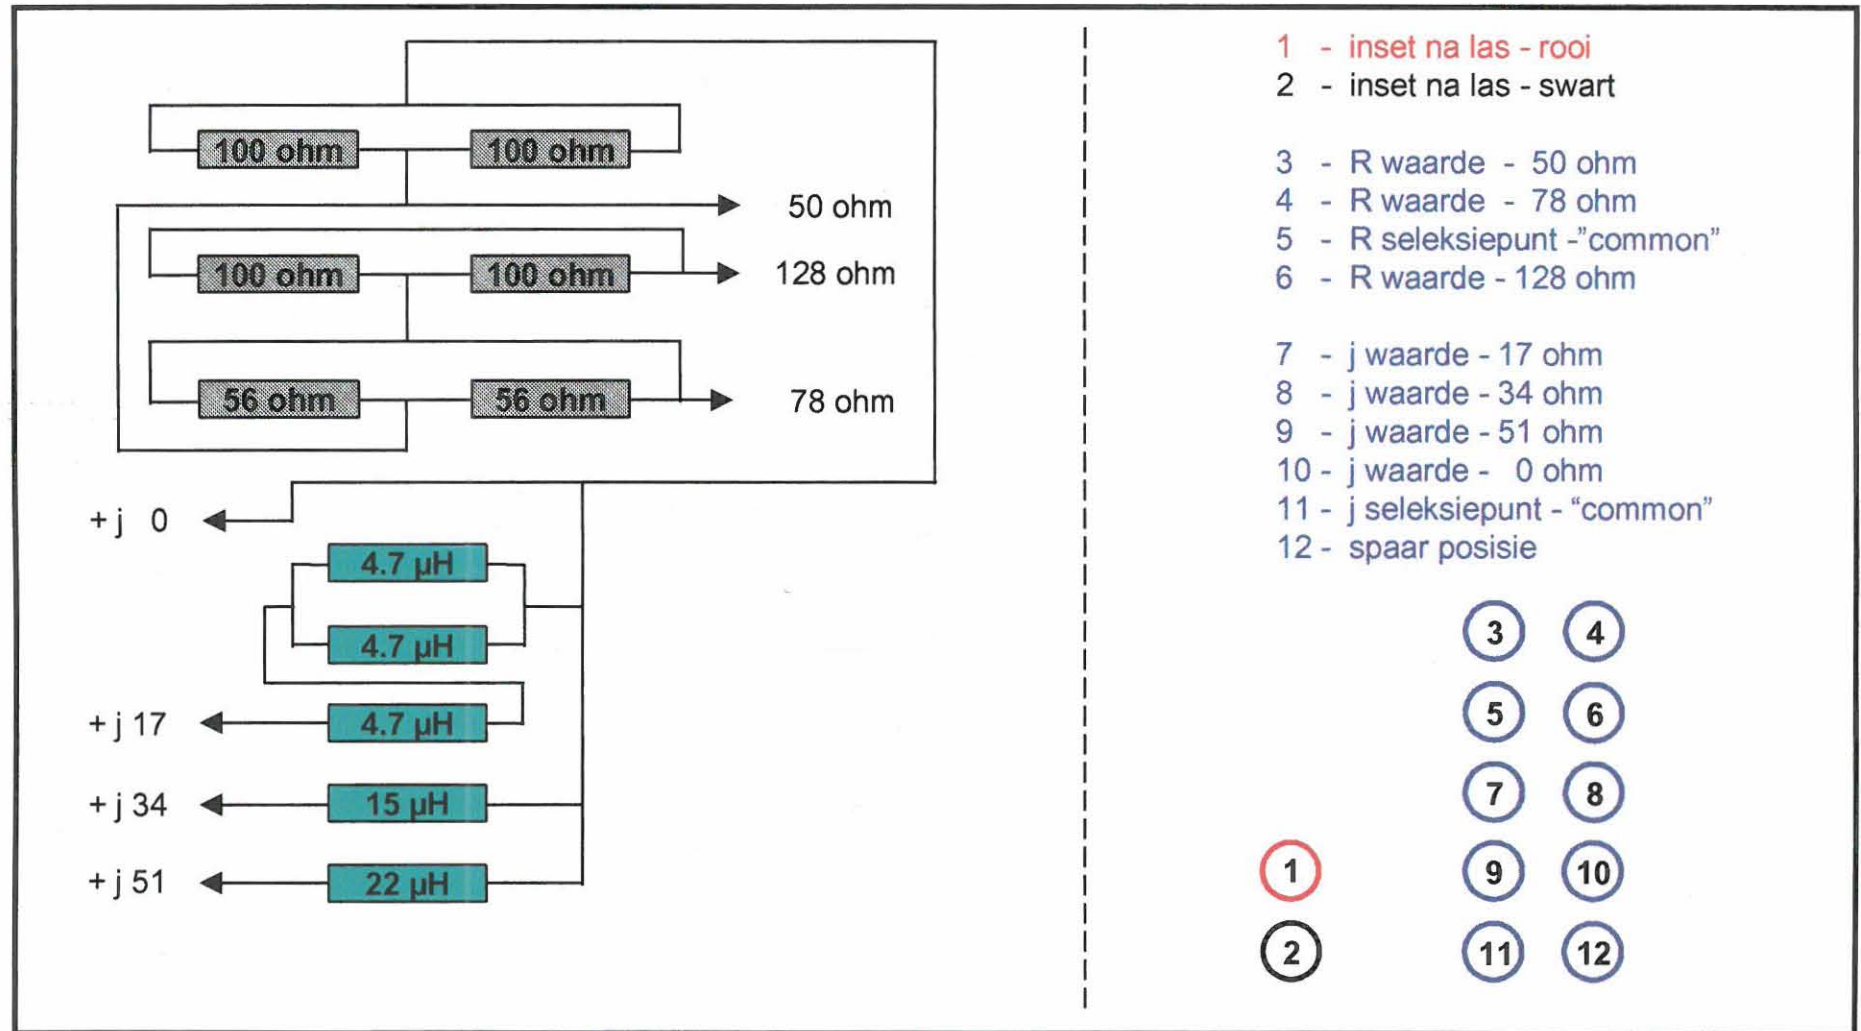 100 ohm
100 ohm
50 ohm
100 ohm
100 ohm
128 ohm
56 ohm
56 ohm
78 ohm
+ j 0
4.7 µH
4.7 µH
+ j 17
4.7 µH
+ j 34
15 µH
+ j 51
22 µH
1 - inset na las - rooi
2 - inset na las - swart
3 - R waarde - 50 ohm
4 - R waarde - 78 ohm
5 - R seleksiepunt -"common"
6 - R waarde - 128 ohm
7 - j waarde - 17 ohm
8 - j waarde - 34 ohm
9 - j waarde - 51 ohm
10 - j waarde - 0 ohm
11 - j seleksiepunt - "common"
12 - spaar posisie
3 4
5 6
7 8
1 9 10
2 11 12